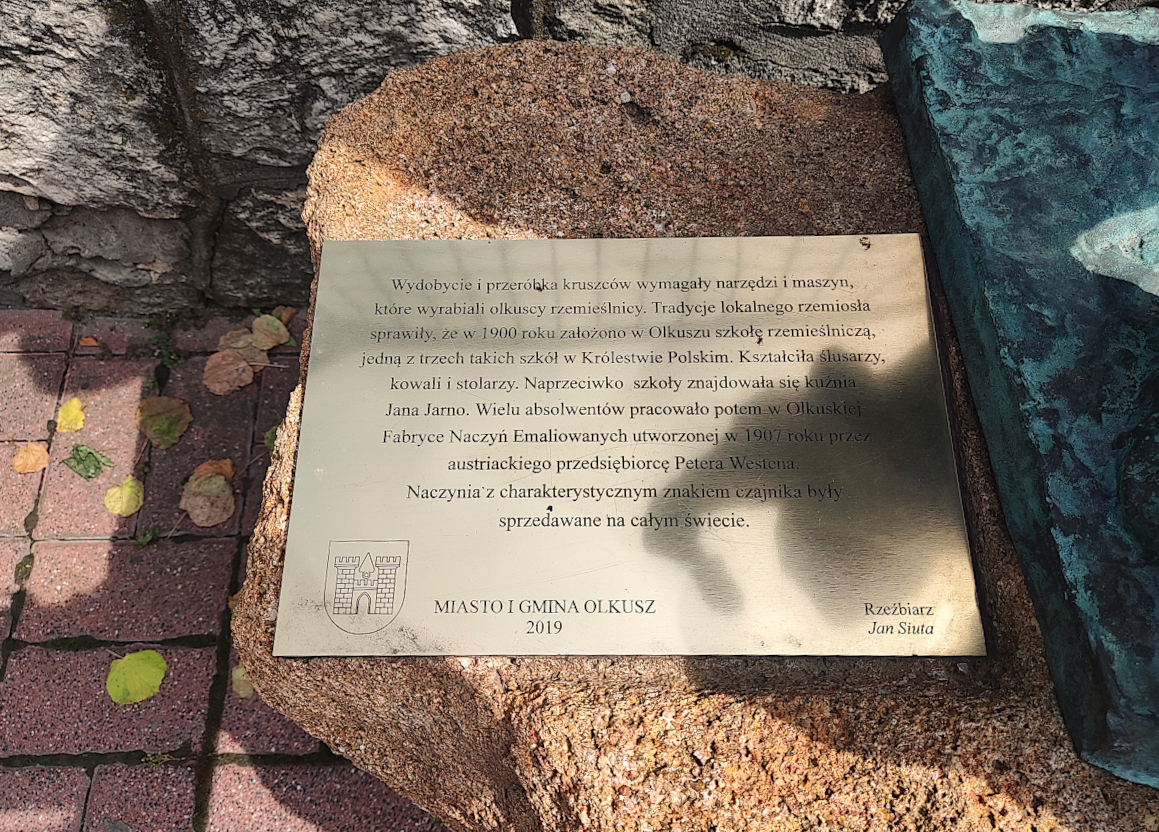 Wydobycie i przeróbka kruszców wymagały narzędzi i maszyn,
które wyrabiali olkuscy rzemieślnicy. Tradycje lokalnego rzemiosła
sprawiły, że w 1900 roku założono w Olkuszu szkołę rzemieślniczą,
jedną z trzech takich szkół w Królestwie Polskim. Kształciła ślusarzy,
kowali i stolarzy. Naprzeciwko szkoły znajdowała się kuźnia
Jana Jarno. Wielu absolwentów pracowało potem w Olkuskiej
Fabryce Naczyń Emaliowanych utworzonej w 1907 roku przez
austriackiego przedsiębiorcę Petera Westena.
Naczynia z charakterystycznym znakiem czajnika były
sprzedawane na całym świecie.
MIASTO I GMINA OLKUSZ
2019
Rzeźbiarz
Jan Siuta